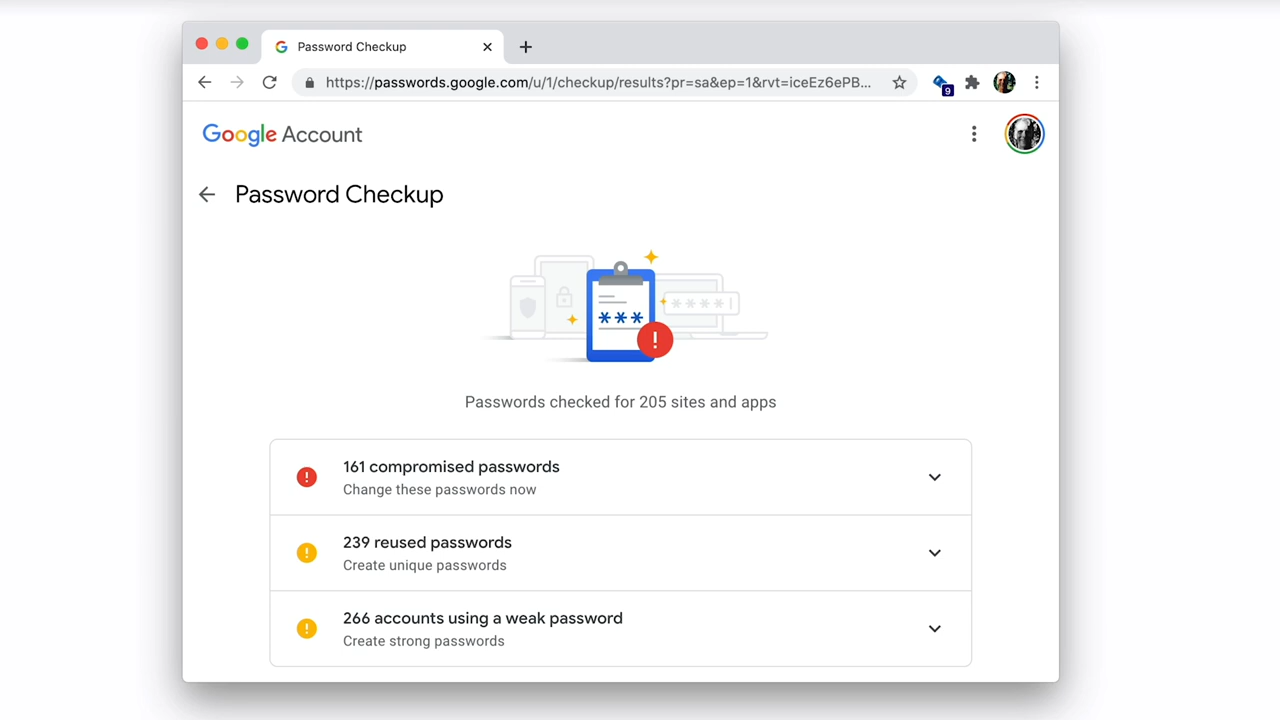 Password Checkup
https://passwords.google.com/u/1/checkup/results?pr=sa&ep=1&rvt=iceEz6ePB...
9
Google Account
Password Checkup
***
****
Passwords checked for 205 sites and apps
161 compromised passwords
Change these passwords now
239 reused passwords
Create unique passwords
266 accounts using a weak password
Create strong passwords